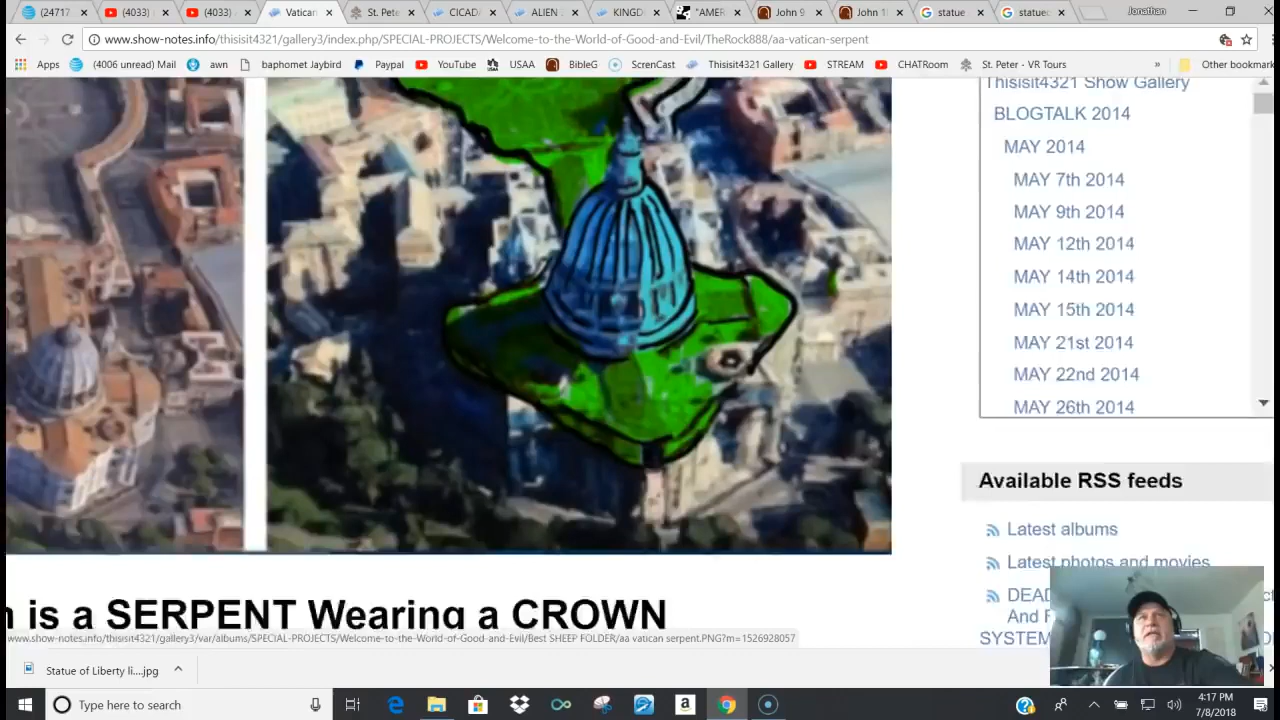 (24717
(4033)
(4033)
Vatican
St. Pete
CICAD
ALIEN
KINGD
"AMER
John
John
statue
statue
Jonathan
www.show-notes.info/thisisit4321/gallery3/index.php/SPECIAL-PROJECTS/Welcome-to-the-World-of-Good-and-Evil/TheRock888/aa-vatican-serpent
Apps
(4006 unread) Mail
awn
baphomet Jaybird
Paypal
YouTube
USAA
BibleG
ScrenCast
Thisisit4321 Gallery
STREAM
CHATRoom
St. Peter - VR Tours
»
Other bookmark
Thisisit4321 Show Gallery
BLOGTALK 2014
MAY 2014
MAY 7th 2014
MAY 9th 2014
MAY 12th 2014
MAY 14th 2014
MAY 15th 2014
MAY 21st 2014
MAY 22nd 2014
MAY 26th 2014
Available RSS feeds
Latest albums
Latest photos and movies
DEAD
And F
SYSTEM
n is a SERPENT Wearing a CROWN
www.show-notes.info/thisisit4321/gallery3/var/albums/SPECIAL-PROJECTS/Welcome-to-the-World-of-Good-and-Evil/Best SHEEP FOLDER/aa vatican serpent.PNG?m=1526928057
Statue of Liberty li....jpg
Type here to search
4:17 PM
7/8/2018